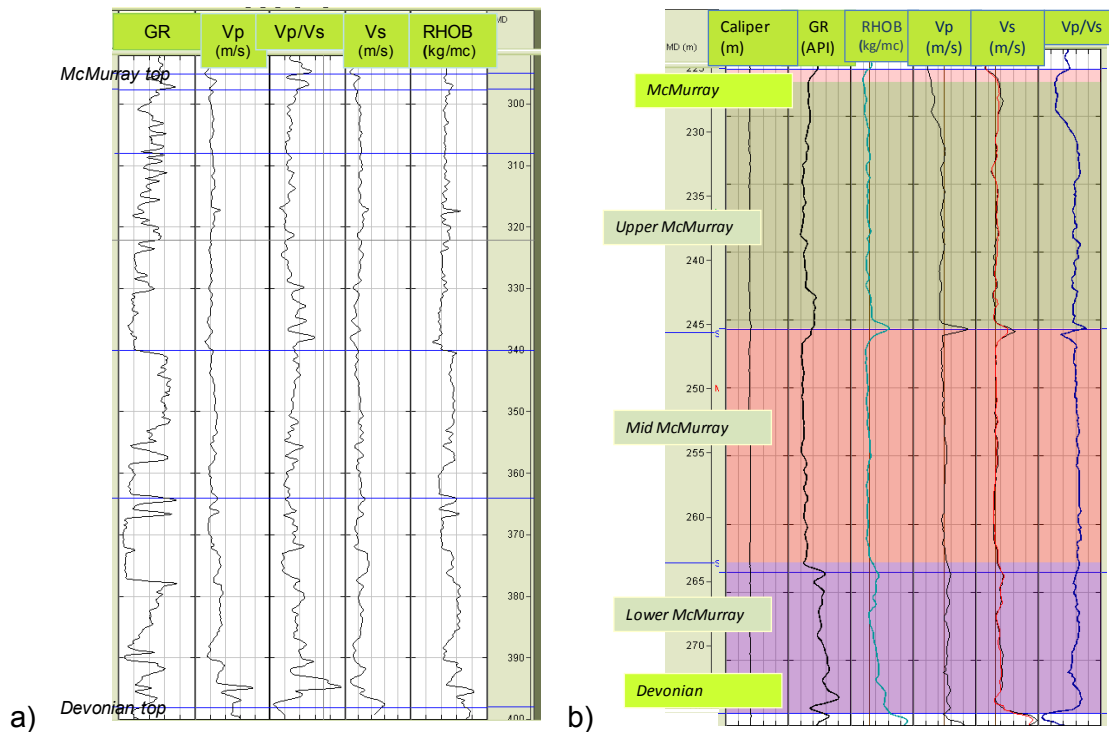 GR
Vp
(m/s)
Vp/Vs
Vs
(m/s)
RHOB
(kg/mc)
MD
McMurray top
300
310
320
330
340
350
360
370
380
390
400
Devonian top
a)
MD (m)
Caliper
(m)
GR
(API)
RHOB
(kg/mc)
Vp
(m/s)
Vs
(m/s)
Vp/Vs
225
McMurray
230
235
Upper McMurray
240
245
250
Mid McMurray
255
260
265
Lower McMurray
270
Devonian
b)